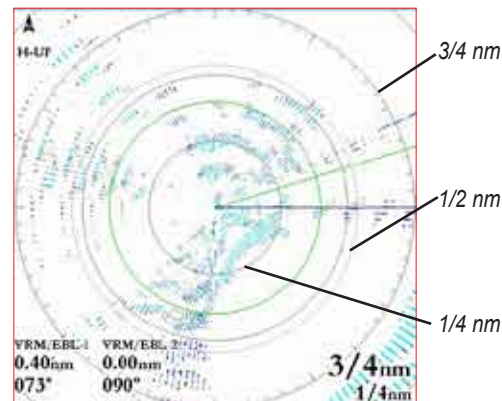 H-UP
3/4 nm
1/2 nm
1/4 nm
VRM/EBL 1 VRM/EBL 2
0.40nm 0.00nm
073° 090°
3/4nm
1/4nm